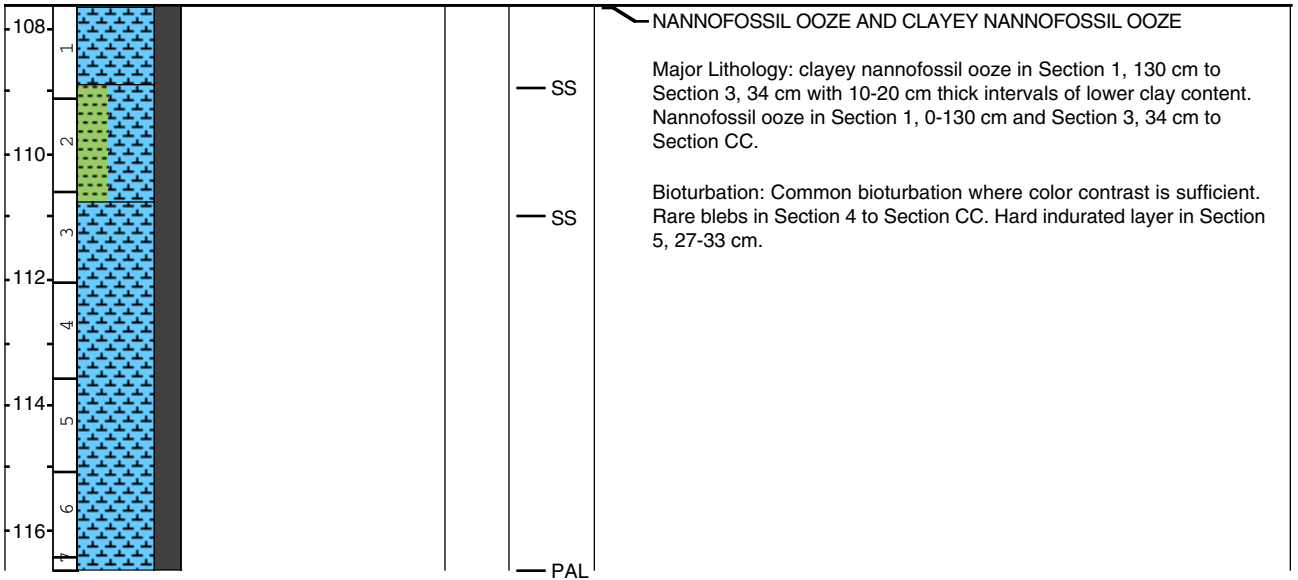 NANNOFOSSIL OOZE AND CLAYEY NANNOFOSSIL OOZE
Major Lithology: clayey nannofossil ooze in Section 1, 130 cm to
Section 3, 34 cm with 10-20 cm thick intervals of lower clay content.
Nannofossil ooze in Section 1, 0-130 cm and Section 3, 34 cm to
Section CC.
Bioturbation: Common bioturbation where color contrast is sufficient.
Rare blebs in Section 4 to Section CC. Hard indurated layer in Section
5, 27-33 cm.
108
110
112
114
116
1
2
3
4
5
6
7
SS
SS
PAL